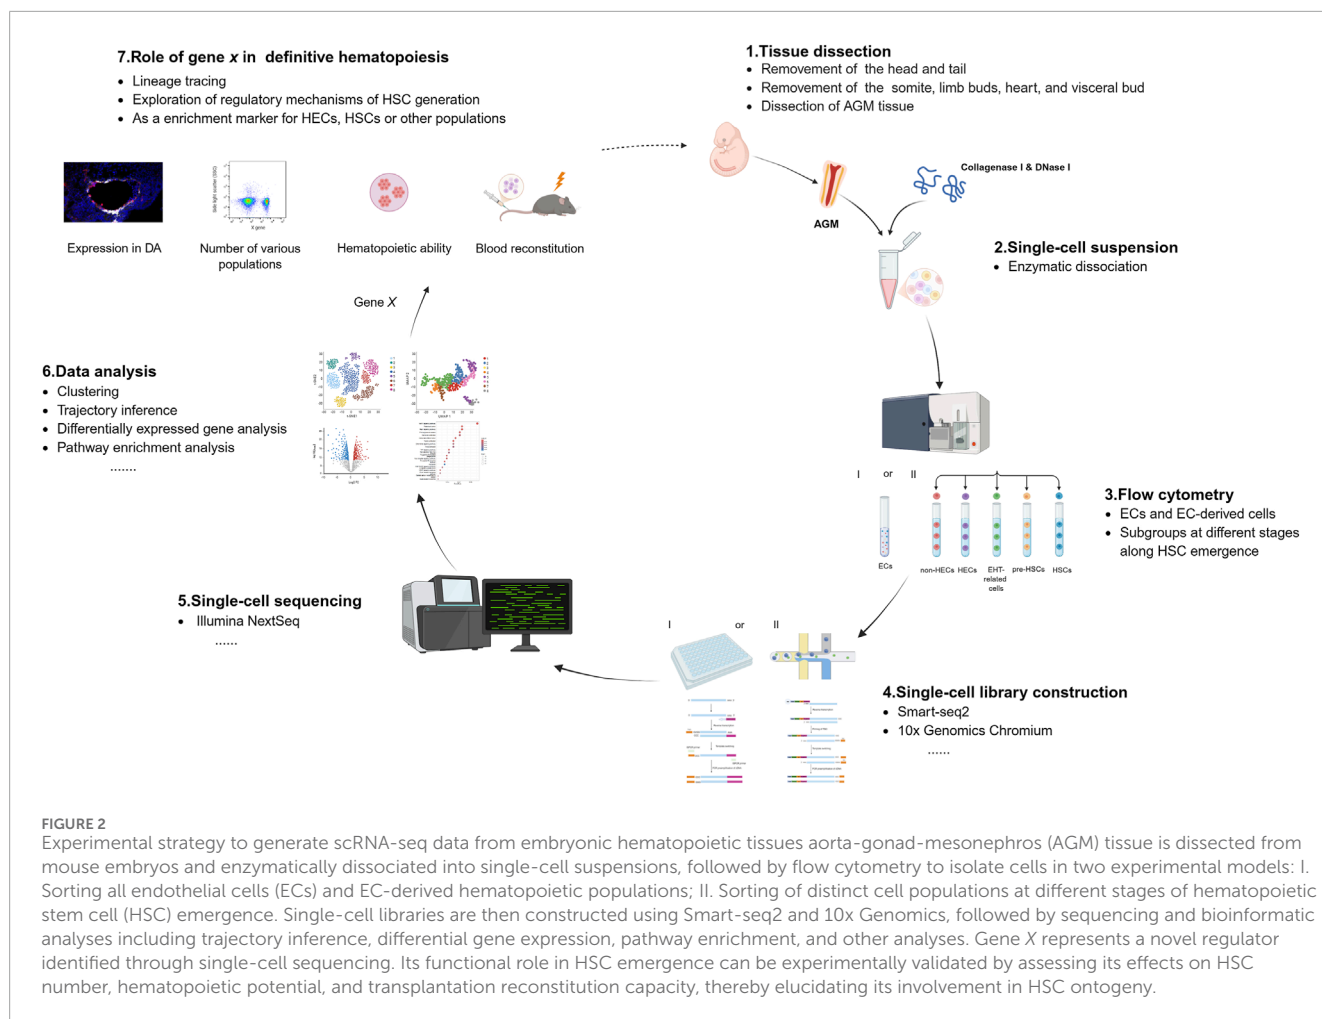 7.Role of gene x in definitive hematopoiesis
• Lineage tracing
• Exploration of regulatory mechanisms of HSC generation
• As a enrichment marker for HECs, HSCs or other populations
1.Tissue dissection
• Removement of the head and tail
• Removement of the somite, limb buds, heart, and visceral bud
• Dissection of AGM tissue
Collagenase I & DNase I
AGM
Side light scatter (SSC)
X gene
Expression in DA
Number of various
populations
Hematopoietic ability
Blood reconstitution
2.Single-cell suspension
• Enzymatic dissociation
Gene X
6.Data analysis
• Clustering
• Trajectory inference
• Differentially expressed gene analysis
• Pathway enrichment analysis
.......
I or II
ECs
non-HECs
HECs
EHT-
related
cells
pre-HSCs
HSCs
3.Flow cytometry
• ECs and EC-derived cells
• Subgroups at different stages
along HSC emergence
5.Single-cell sequencing
• Illumina NextSeq
......
I or II
4.Single-cell library construction
• Smart-seq2
• 10x Genomics Chromium
......
FIGURE 2
Experimental strategy to generate scRNA-seq data from embryonic hematopoietic tissues aorta-gonad-mesonephros (AGM) tissue is dissected from
mouse embryos and enzymatically dissociated into single-cell suspensions, followed by flow cytometry to isolate cells in two experimental models: I.
Sorting all endothelial cells (ECs) and EC-derived hematopoietic populations; II. Sorting of distinct cell populations at different stages of hematopoietic
stem cell (HSC) emergence. Single-cell libraries are then constructed using Smart-seq2 and 10x Genomics, followed by sequencing and bioinformatic
analyses including trajectory inference, differential gene expression, pathway enrichment, and other analyses. Gene X represents a novel regulator
identified through single-cell sequencing. Its functional role in HSC emergence can be experimentally validated by assessing its effects on HSC
number, hematopoietic potential, and transplantation reconstitution capacity, thereby elucidating its involvement in HSC ontogeny.